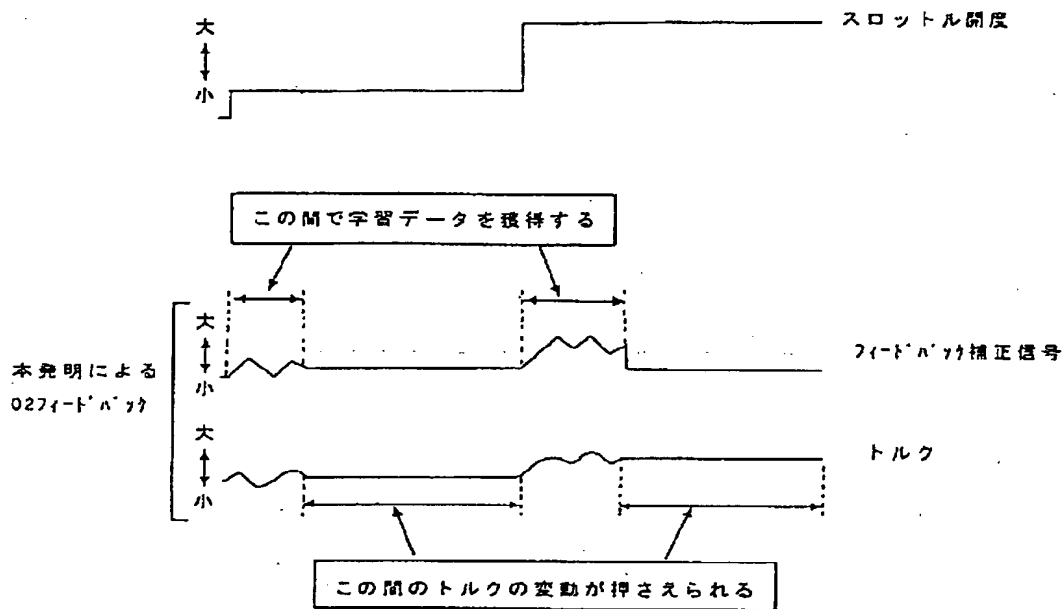 大
小
スロットル開度
この間で学習データを獲得する
大
小
フィードバック補正信号
本発明による
O2フィードバック
大
小
トルク
この間のトルクの変動が押さえられる